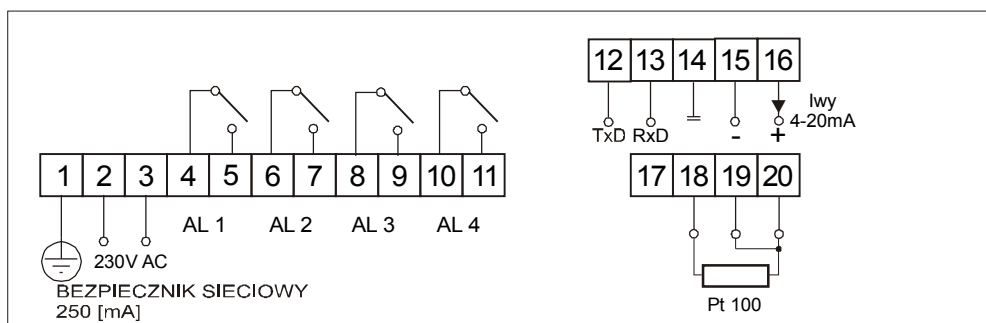 12 13 14 15 16
Iwy
4-20mA
TxD RxD - +
1 2 3 4 5 6 7 8 9 10 11
17 18 19 20
AL 1 AL 2 AL 3 AL 4
230V AC
BEZPIECZNIK SIECIOWY
250 [mA]
Pt 100